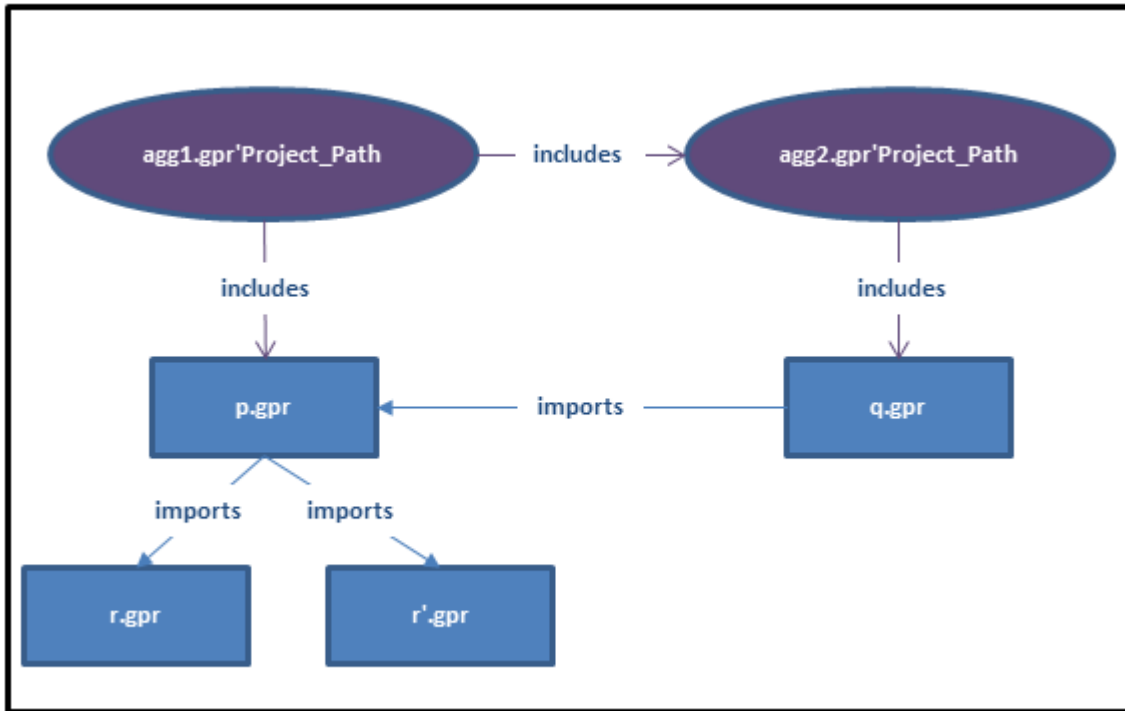 agg1.gpr'Project_Path
includes
agg2.gpr'Project_Path
includes
includes
p.gpr
imports
q.gpr
imports
imports
r.gpr
r'.gpr